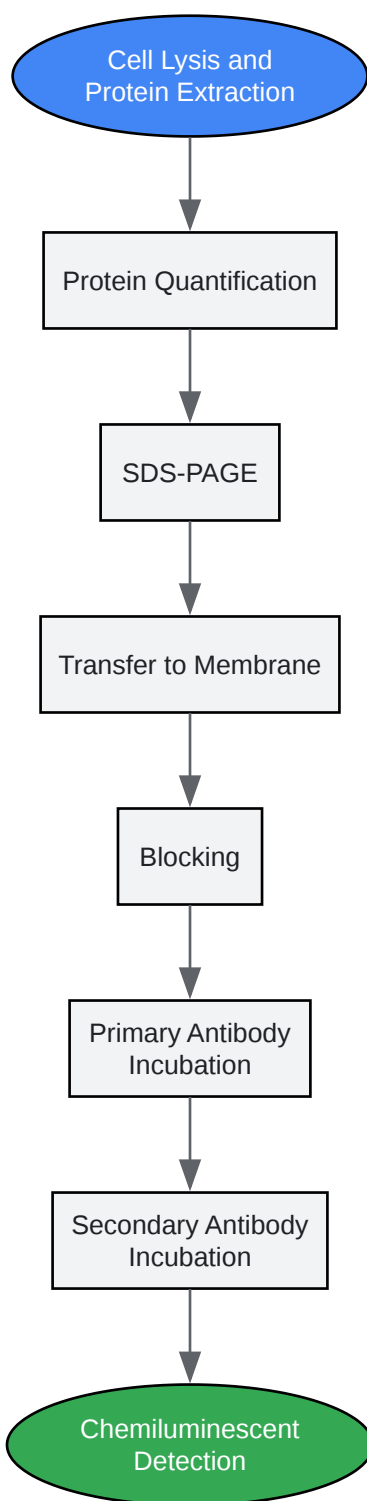 Cell Lysis and
Protein Extraction
Protein Quantification
SDS-PAGE
Transfer to Membrane
Blocking
Primary Antibody
Incubation
Secondary Antibody
Incubation
Chemiluminescent
Detection